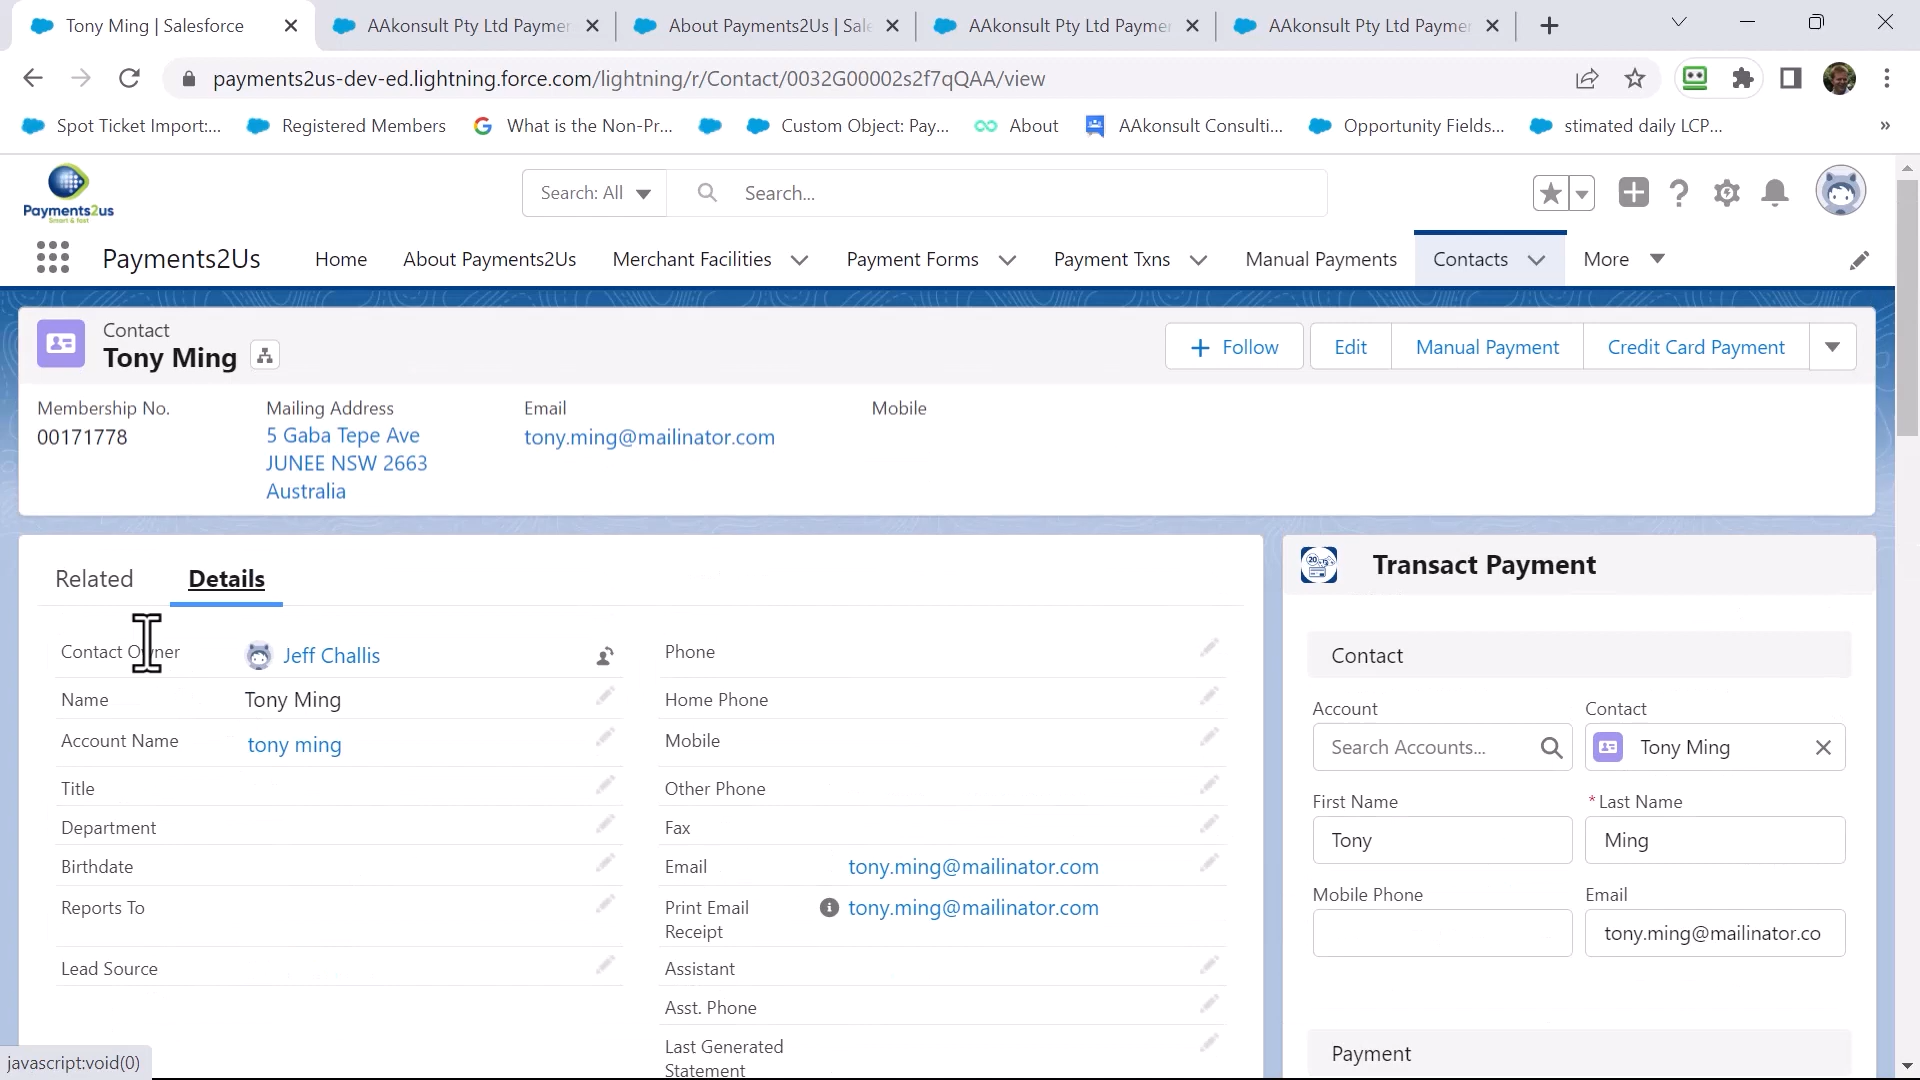 Tony Ming | Salesforce
AAkonsult Pty Ltd Paymer
About Payments2Us | Sale
AAkonsult Pty Ltd Paymer
AAkonsult Pty Ltd Paymer
payments2us-dev-ed.lightning.force.com/lightning/r/Contact/0032G00002s2f7qQAA/view
Spot Ticket Import:...
Registered Members
What is the Non-Pr...
Custom Object: Pay...
About
AAkonsult Consulti...
Opportunity Fields...
stimated daily LCP...
»
Payments2us
Smart & fast
Search: All
Search...
Payments2Us
Home
About Payments2Us
Merchant Facilities
Payment Forms
Payment Txns
Manual Payments
Contacts
More
Contact
Tony Ming
Follow
Edit
Manual Payment
Credit Card Payment
Membership No.
00171778
Mailing Address
5 Gaba Tepe Ave
JUNEE NSW 2663
Australia
Email
tony.ming@mailinator.com
Mobile
Related
Details
Contact Owner
Jeff Challis
Name
Tony Ming
Account Name
tony ming
Title
Department
Birthdate
Reports To
Lead Source
Phone
Home Phone
Mobile
Other Phone
Fax
Email
tony.ming@mailinator.com
Print Email
Receipt
tony.ming@mailinator.com
Assistant
Asst. Phone
Last Generated
Statement
Transact Payment
Contact
Account
Search Accounts...
Contact
Tony Ming
First Name
Tony
* Last Name
Ming
Mobile Phone
Email
tony.ming@mailinator.co
Payment
javascript:void(0)